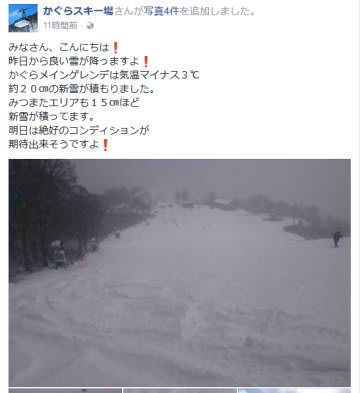 かぐらスキー場さんが写真4件を追加しました。
11時間前・
みなさん、こんにちは❗
昨日から良い雪が降っますよ❗
かぐらメインゲレンデは気温マイナス３℃
約２０㎝の新雪が積もりました。
みつまたエリアも１５㎝ほど
新雪が積ってます。
明日は絶好のコンディションが
期待出来そうですよ❗